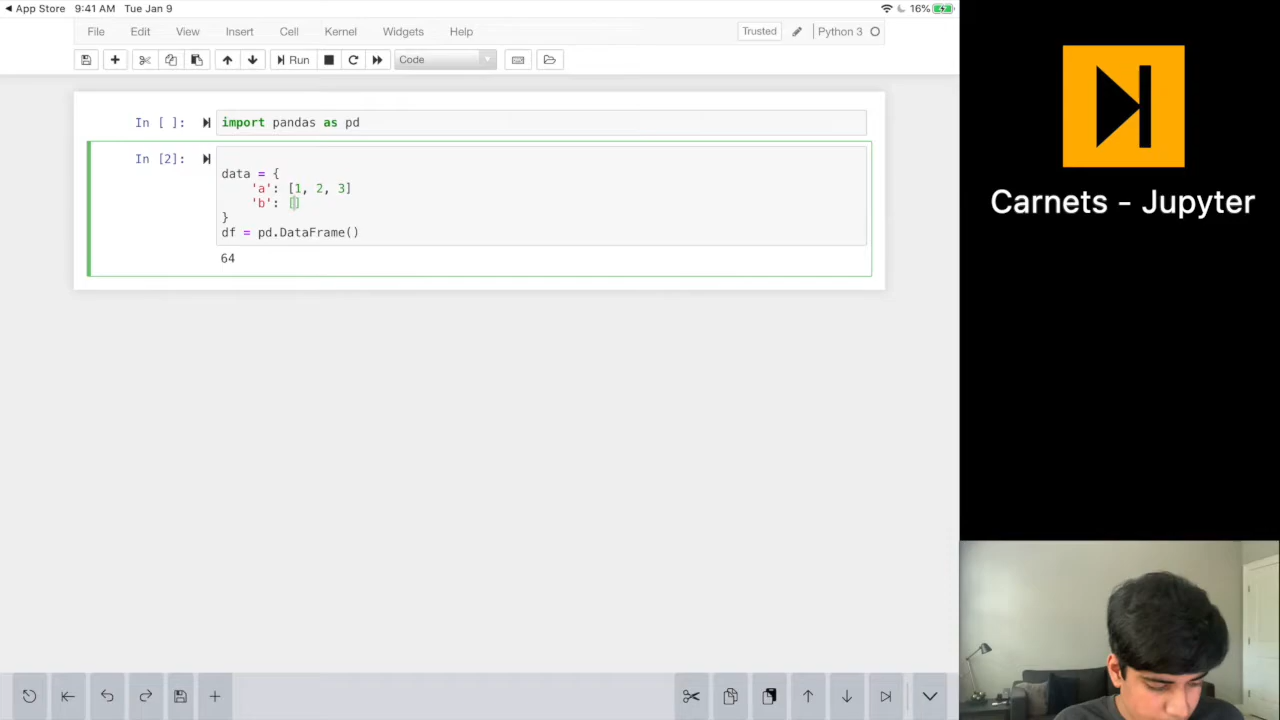 App Store 9:41 AM Tue Jan 9 16%
File Edit View Insert Cell Kernel Widgets Help Trusted Python 3
Run Code
In [ ]: import pandas as pd
In [2]:
data = {
'a': [1, 2, 3]
'b': []
}
df = pd.DataFrame()
64
Carnets - Jupyter